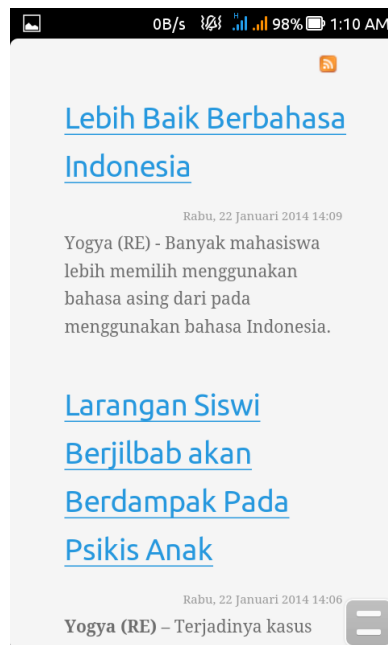 0B/s H 98% 1:10 AM
Lebih Baik Berbahasa
Indonesia
Rabu, 22 Januari 2014 14:09
Yogya (RE) - Banyak mahasiswa
lebih memilih menggunakan
bahasa asing dari pada
menggunakan bahasa Indonesia.
Larangan Siswi
Berjilbab akan
Berdampak Pada
Psikis Anak
Rabu, 22 Januari 2014 14:06
Yogya (RE) – Terjadinya kasus